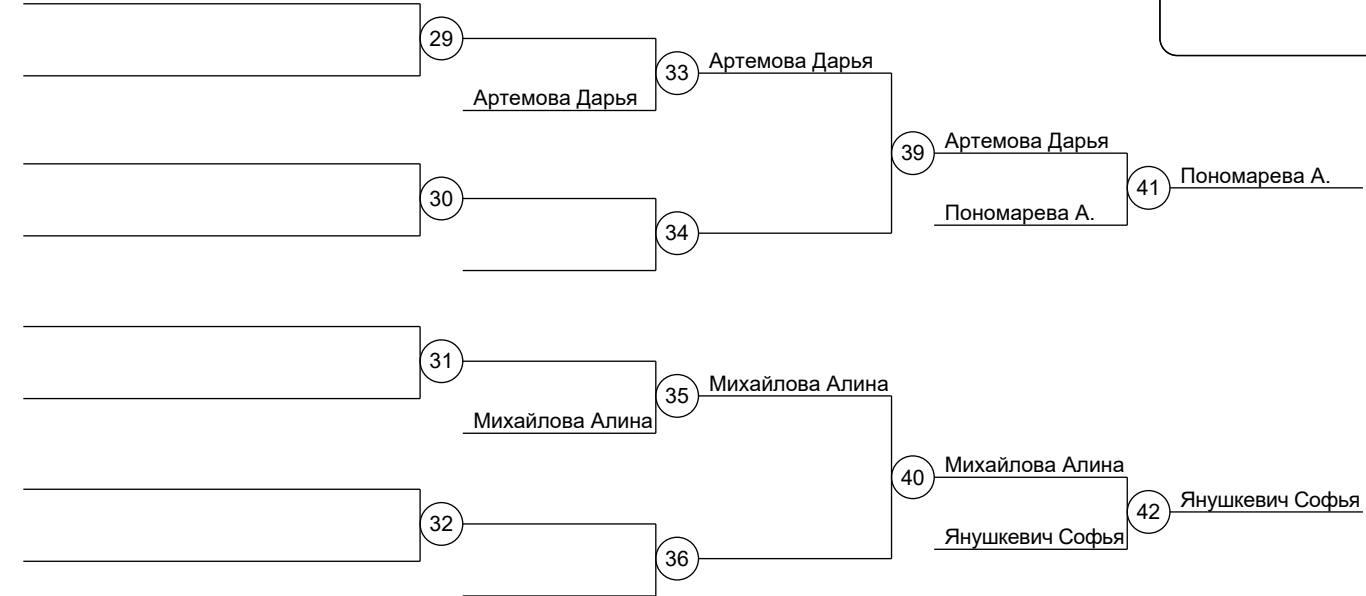 29
33
Артемова Дарья
Артемова Дарья
39
Артемова Дарья
41
Пономарева А.
30
Пономарева А.
34
31
35
Михайлова Алина
Михайлова Алина
40
Михайлова Алина
42
Янушкевич Софья
32
Янушкевич Софья
36